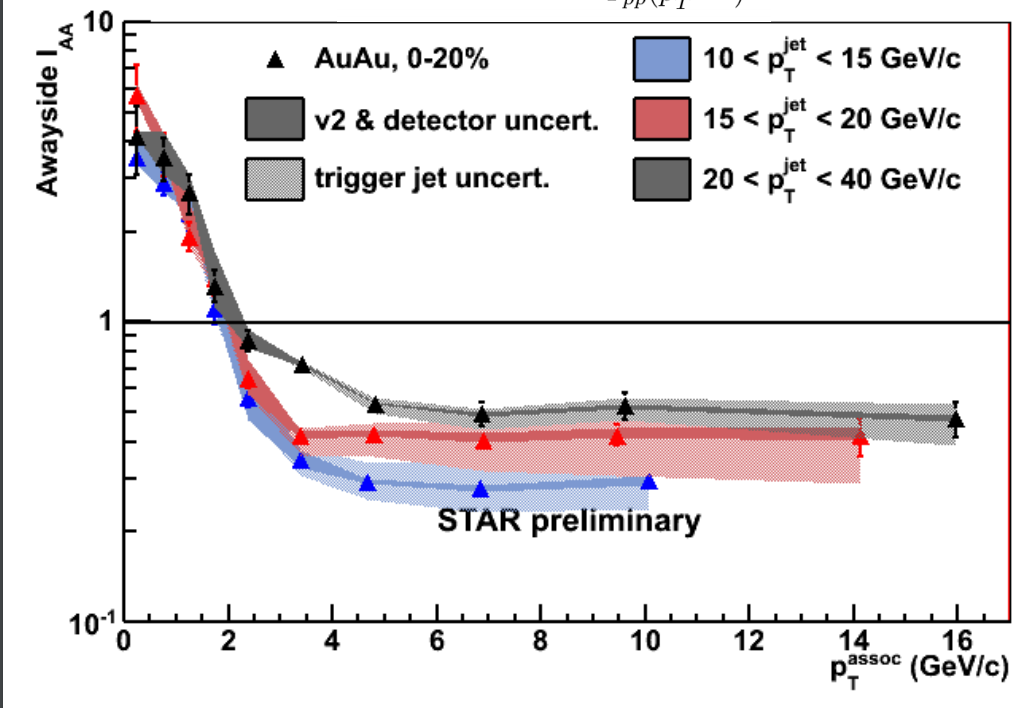 Awayside I_AA
10
1
10^-1
AuAu, 0-20%
v2 & detector uncert.
trigger jet uncert.
10 < p_T^jet < 15 GeV/c
15 < p_T^jet < 20 GeV/c
20 < p_T^jet < 40 GeV/c
STAR preliminary
0 2 4 6 8 10 12 14 16
p_T^assoc (GeV/c)